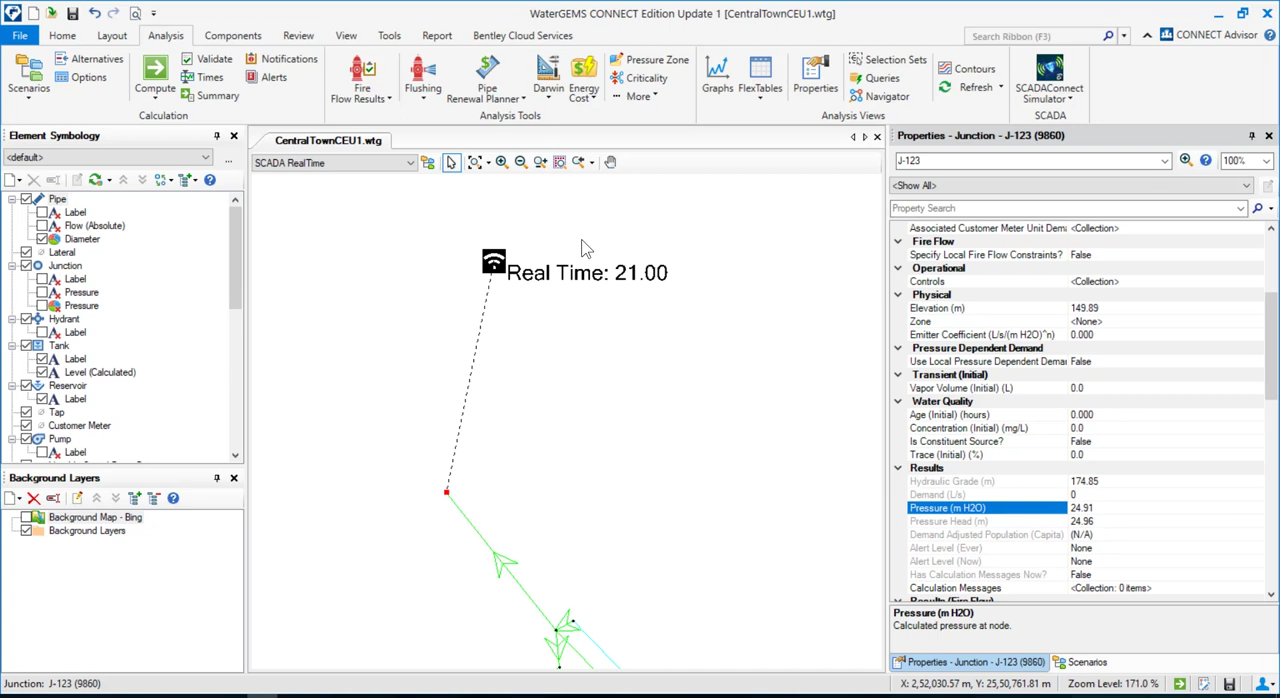 WaterGEMS CONNECT Edition Update 1 [CentralTownCEU1.wtg]
File Home Layout Analysis Components Review View Tools Report Bentley Cloud Services Search Ribbon (F3) CONNECT Advisor
Scenarios Alternatives Options
Compute Validate Times Summary Notifications Alerts
Fire Flow Results Flushing Pipe Renewal Planner Darwin Energy Cost Pressure Zone Criticality More
Graphs FlexTables Properties Selection Sets Queries Navigator Contours Refresh
SCADAConnect Simulator
Calculation Analysis Tools Analysis Views SCADA
Element Symbology
<default>
...
Pipe
Label
Flow (Absolute)
Diameter
Lateral
Junction
Label
Pressure
Pressure
Hydrant
Label
Tank
Label
Level (Calculated)
Reservoir
Label
Tap
Customer Meter
Pump
Label
Background Layers
Background Map - Bing
Background Layers
CentralTownCEU1.wtg
SCADA RealTime
Real Time: 21.00
Properties - Junction - J-123 (9860)
J-123 100%
<Show All>
Property Search
Associated Customer Meter Unit Dema <Collection>
Fire Flow
Specify Local Fire Flow Constraints? False
Operational
Controls <Collection>
Physical
Elevation (m) 149.89
Zone <None>
Emitter Coefficient (L/s/(m H2O)^n) 0.000
Pressure Dependent Demand
Use Local Pressure Dependent Dema False
Transient (Initial)
Vapor Volume (Initial) (L) 0.0
Water Quality
Age (Initial) (hours) 0.000
Concentration (Initial) (mg/L) 0.0
Is Constituent Source? False
Trace (Initial) (%) 0.0
Results
Hydraulic Grade (m) 174.85
Demand (L/s) 0
Pressure (m H2O) 24.91
Pressure Head (m) 24.96
Demand Adjusted Population (Capita) (N/A)
Alert Level (Ever) None
Alert Level (Now) None
Has Calculation Messages Now? False
Calculation Messages <Collection: 0 items>
Results (Fire Flow)
Pressure (m H2O)
Calculated pressure at node.
Properties - Junction - J-123 (9860) Scenarios
Junction: J-123 (9860) X: 2,52,030.57 m, Y: 25,50,761.81 m Zoom Level: 171.0 %